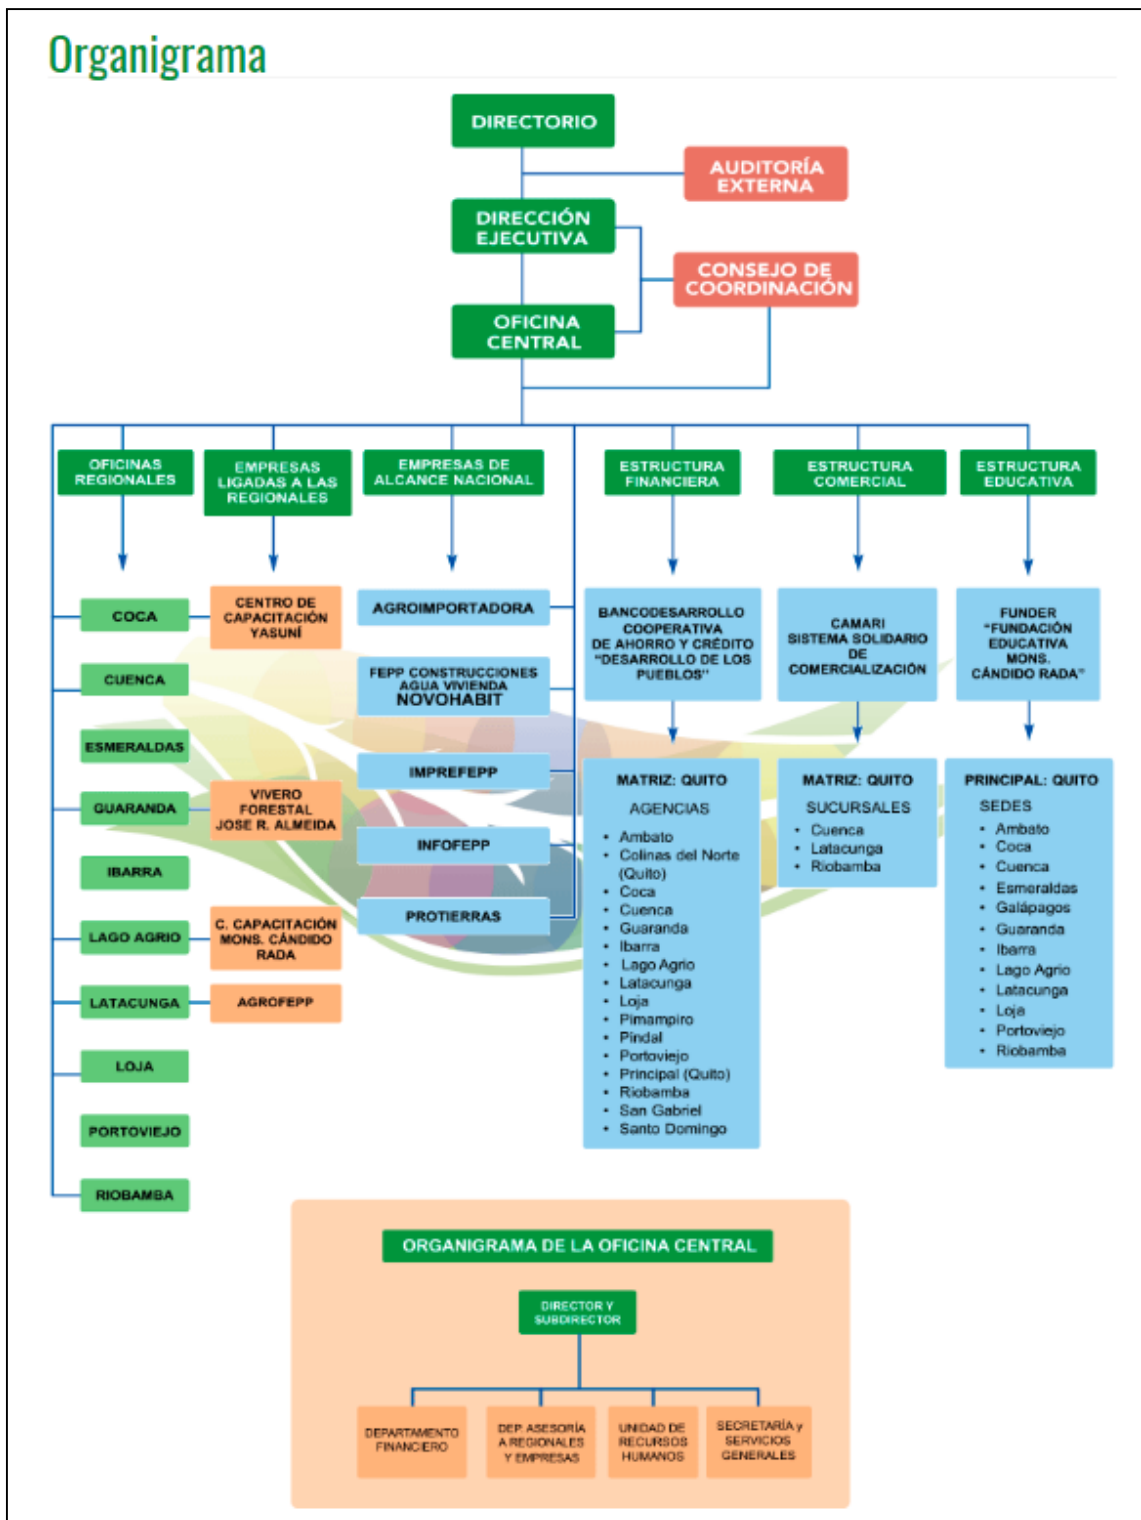 Organigrama
DIRECTORIO
AUDITORÍA
EXTERNA
DIRECCIÓN
EJECUTIVA
CONSEJO DE
COORDINACIÓN
OFICINA
CENTRAL
OFICINAS
REGIONALES
EMPRESAS
LIGADAS A LAS
REGIONALES
EMPRESAS DE
ALCANCE NACIONAL
ESTRUCTURA
FINANCIERA
ESTRUCTURA
COMERCIAL
ESTRUCTURA
EDUCATIVA
COCA
CUENCA
ESMERALDAS
GUARANDA
IBARRA
LAGO AGRIO
LATACUNGA
LOJA
PORTOVIEJO
RIOBAMBA
CENTRO DE
CAPACITACIÓN
YASUNÍ
VIVERO
FORESTAL
JOSE R. ALMEIDA
C. CAPACITACIÓN
MONS. CÁNDIDO
RADA
AGROFEPP
AGROIMPORTADORA
FEPP CONSTRUCCIONES
AGUA VIVIENDA
NOVOHABIT
IMPREFEPP
INFOFEPP
PROTIERRAS
BANCODESARROLLO
COOPERATIVA
DE AHORRO Y CRÉDITO
"DESARROLLO DE LOS
PUEBLOS"
MATRIZ: QUITO
AGENCIAS
• Ambato
• Colinas del Norte
(Quito)
• Coca
• Cuenca
• Guaranda
• Ibarra
• Lago Agrio
• Latacunga
• Loja
• Pimampiro
• Pindal
• Portoviejo
• Principal (Quito)
• Riobamba
• San Gabriel
• Santo Domingo
CAMARI
SISTEMA SOLIDARIO
DE
COMERCIALIZACIÓN
MATRIZ: QUITO
SUCURSALES
• Cuenca
• Latacunga
• Riobamba
FUNDER
"FUNDACIÓN
EDUCATIVA
MONS.
CÁNDIDO RADA"
PRINCIPAL: QUITO
SEDES
• Ambato
• Coca
• Cuenca
• Esmeraldas
• Galápagos
• Guaranda
• Ibarra
• Lago Agrio
• Latacunga
• Loja
• Portoviejo
• Riobamba
ORGANIGRAMA DE LA OFICINA CENTRAL
DIRECTOR Y
SUBDIRECTOR
DEPARTAMENTO
FINANCIERO
DEP. ASESORÍA
A REGIONALES
Y EMPRESAS
UNIDAD DE
RECURSOS
HUMANOS
SECRETARÍA y
SERVICIOS
GENERALES